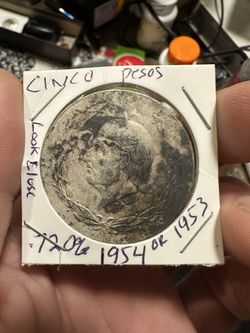 CINCO PESOS
Look Close
.720%
1954 OR 1953